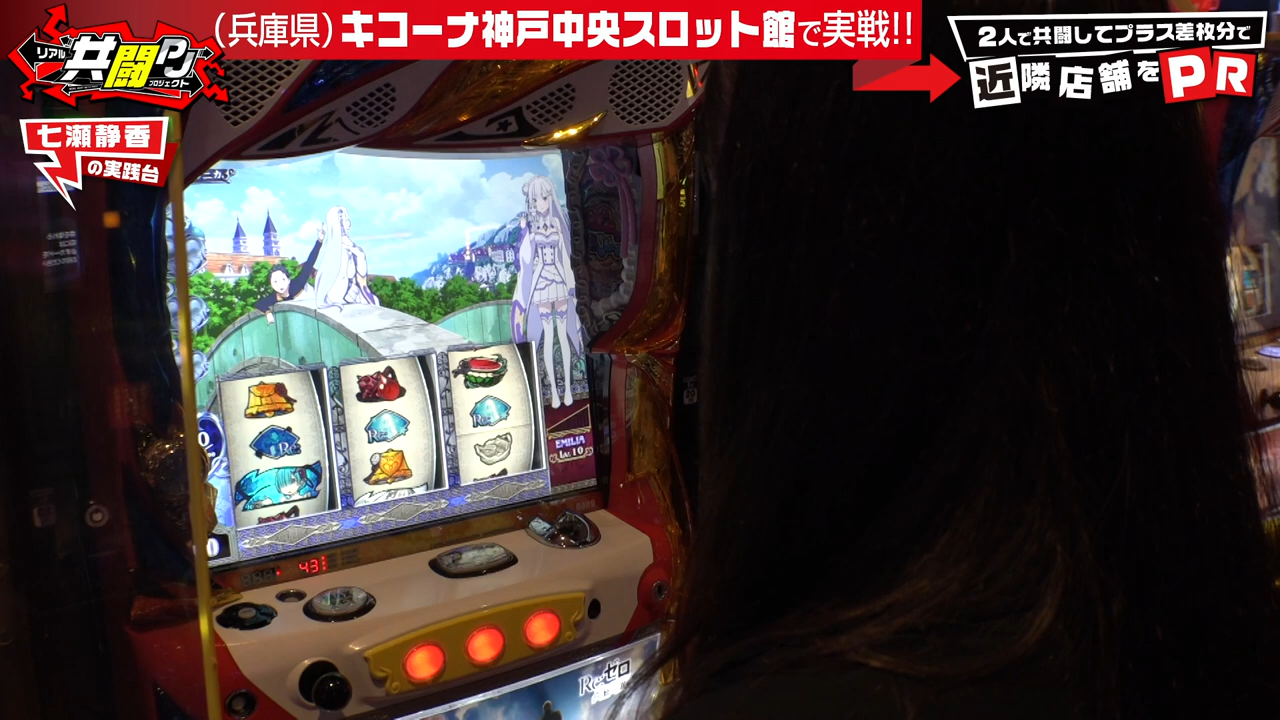 (兵庫県)キコーナ神戸中央スロット館で実戦!!
リアル
共闘PJ
プロジェクト
2人で共闘してプラス差枚分で
近隣店舗をPR
七瀬静香
の実践台
EMILIA
Lv.10
431
Re:ゼロ